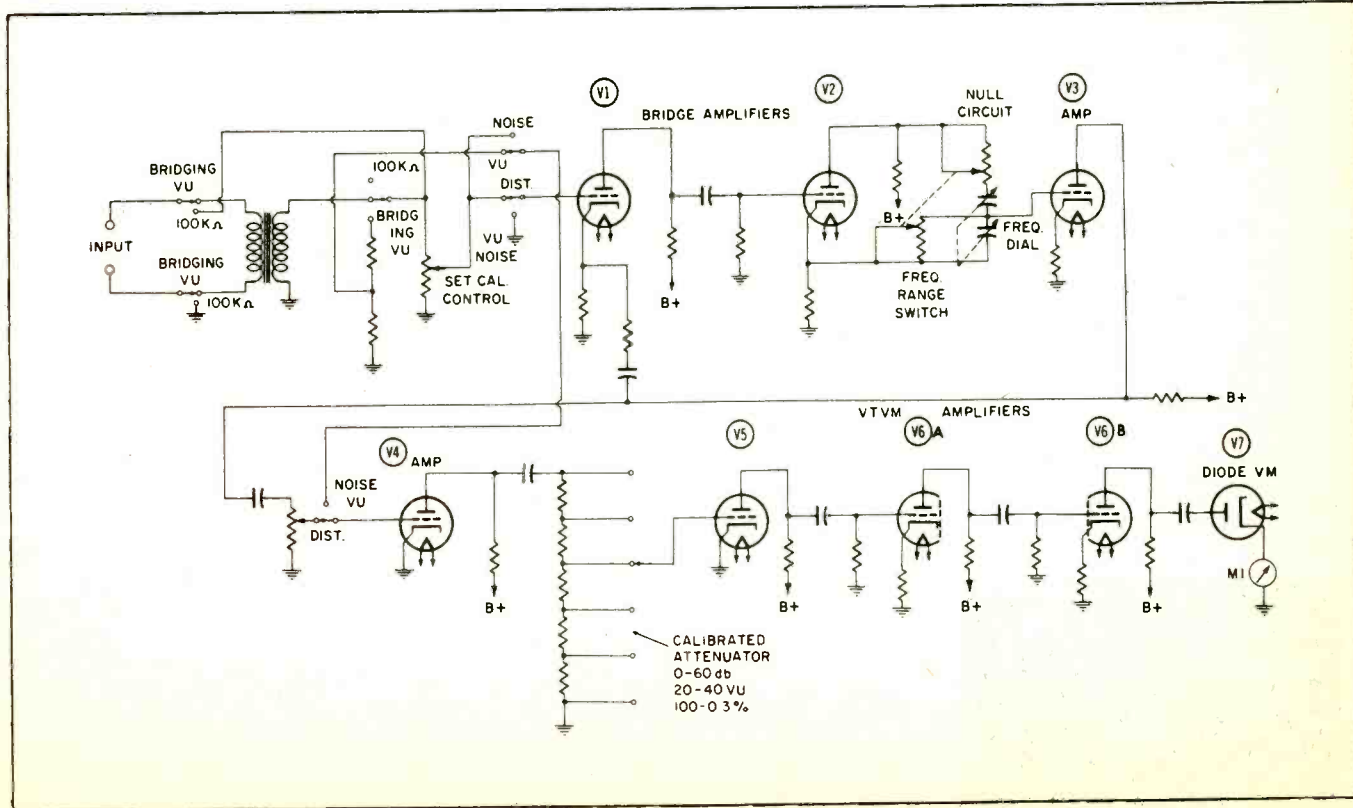 V1
V2
V3
NULL
CIRCUIT
AMP
NOISE
BRIDGE AMPLIFIERS
BRIDGING
VU
100KΩ
VU
DIST.
100KΩ
BRIDG
ING
VU
B+
INPUT
FREQ.
DIAL
BRIDGING
VU
VU
NOISE
SET CAL.
CONTROL
100KΩ
B+
FREQ.
RANGE
SWITCH
VTVM AMPLIFIERS
B+
V4
AMP
V5
V6 A
V6 B
V7
DIODE VM
NOISE
VU
DIST.
M1
B+
B+
B+
B+
CALIBRATED
ATTENUATOR
0-60 db
20-40 VU
100-0.3%